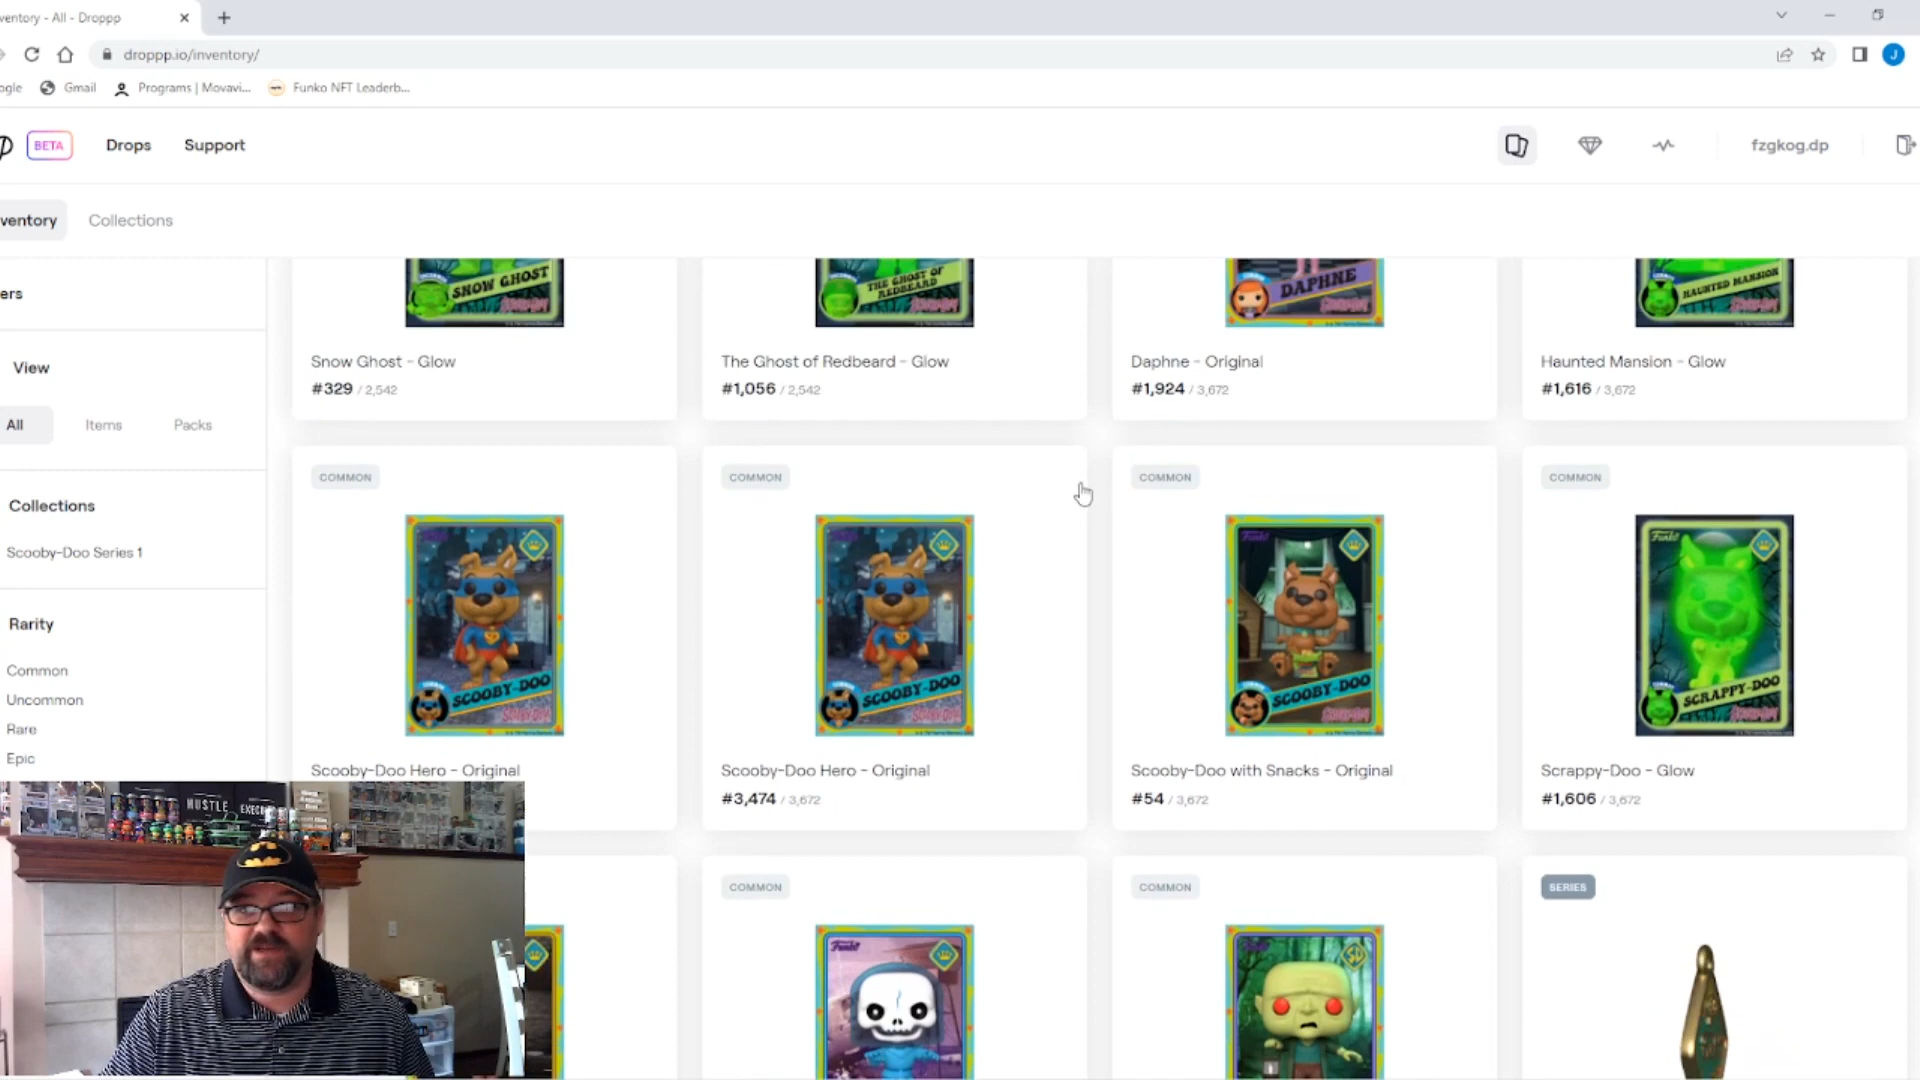 ventory - All - Droppp
droppp.io/inventory/
J
ogle
Gmail
Programs | Movavi...
Funko NFT Leaderb...
p BETA
Drops
Support
fzgkog.dp
ventory
Collections
ers
View
All
Items
Packs
Collections
Scooby-Doo Series 1
Rarity
Common
Uncommon
Rare
Epic
SNOW GHOST
Snow Ghost - Glow
#329 / 2,542
THE GHOST OF
REDBEARD
The Ghost of Redbeard - Glow
#1,056 / 2,542
DAPHNE
Daphne - Original
#1,924 / 3,672
HAUNTED MANSION
Haunted Mansion - Glow
#1,616 / 3,672
COMMON
SCOOBY-DOO
Scooby-Doo Hero - Original
COMMON
SCOOBY-DOO
Scooby-Doo Hero - Original
#3,474 / 3,672
COMMON
SCOOBY-DOO
Scooby-Doo with Snacks - Original
#54 / 3,672
COMMON
Funko
SCRAPPY-DOO
Scrappy-Doo - Glow
#1,606 / 3,672
HUSTLE
EXECU
COMMON
Funko
COMMON
SD
SERIES